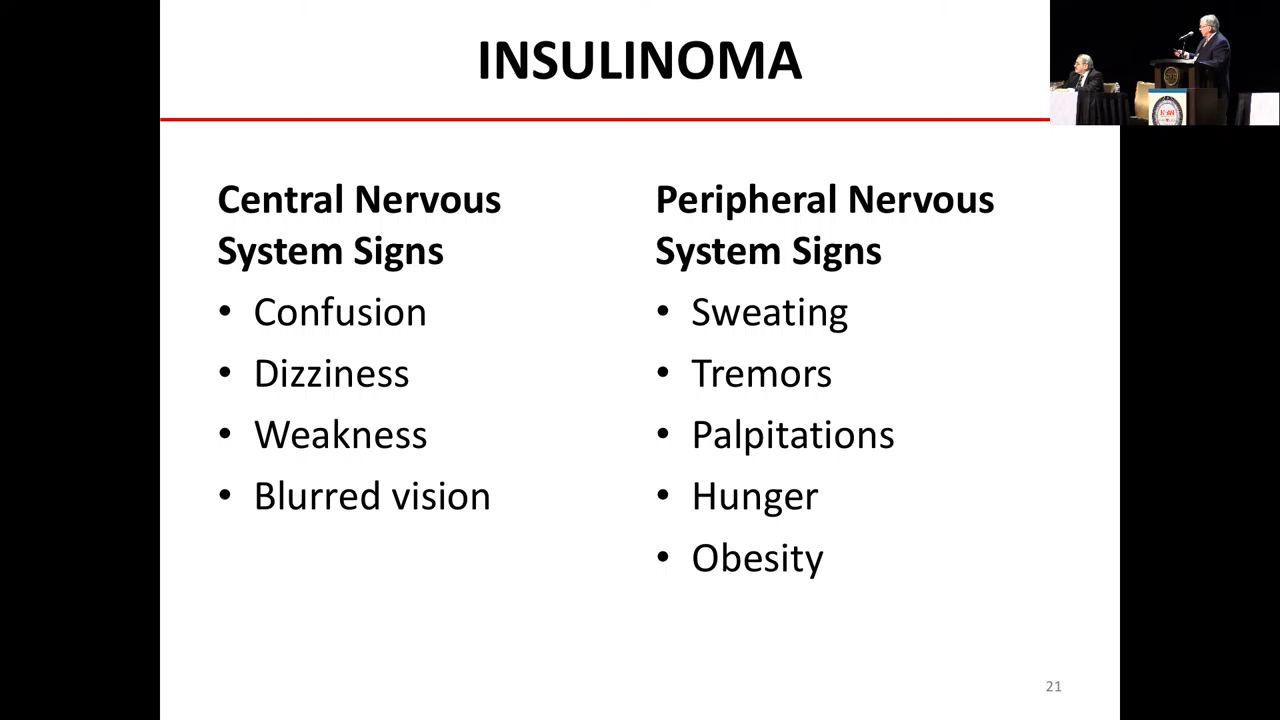 INSULINOMA
Central Nervous
System Signs
• Confusion
• Dizziness
• Weakness
• Blurred vision
Peripheral Nervous
System Signs
• Sweating
• Tremors
• Palpitations
• Hunger
• Obesity
21